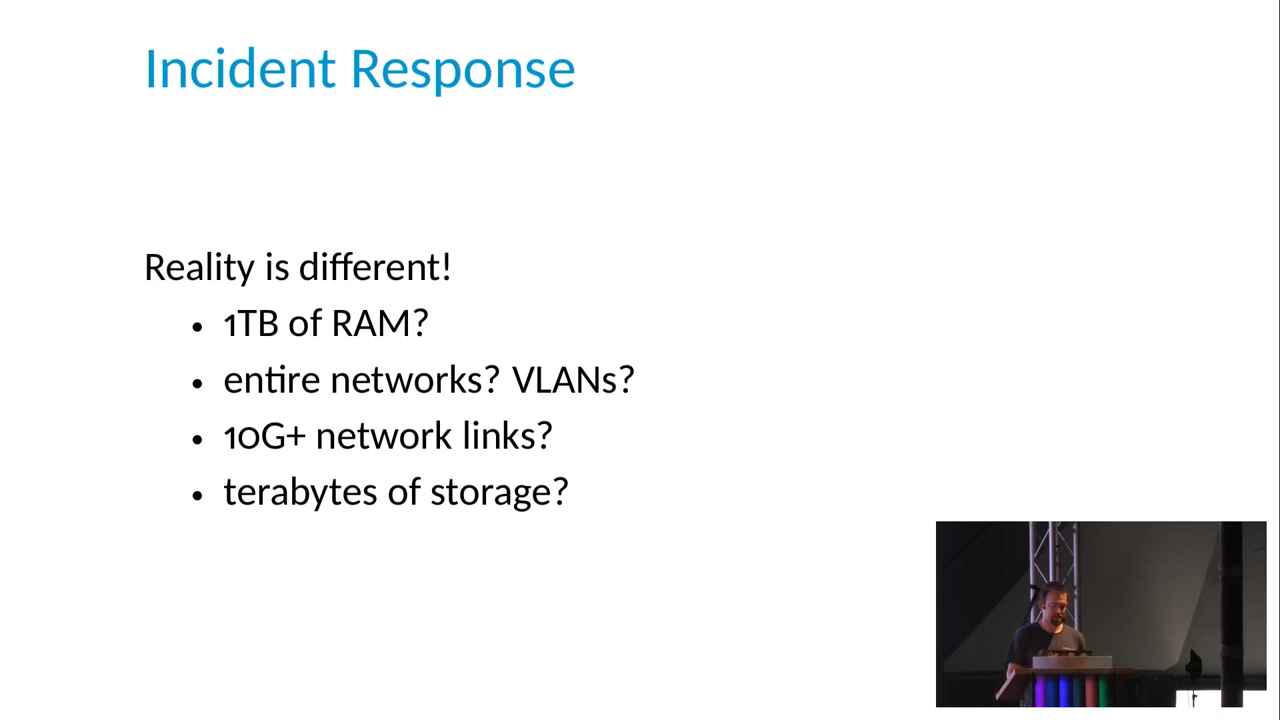 Incident Response
Reality is different!
• 1TB of RAM?
• entire networks? VLANs?
• 10G+ network links?
• terabytes of storage?